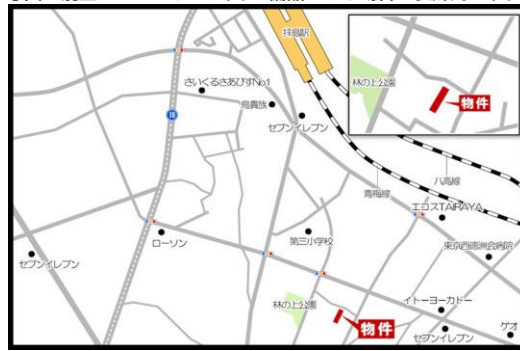 拝島駅
さいくるさあびすNo1
鳥貴族
セブンイレブン
16
林の上公園
物件
八高線
青梅線
エコスTAIRAYA
ローソン
第三小学校
東京西徳洲会病院
セブンイレブン
林の上公園
イトーヨーカドー
物件
セブンイレブン
ゲオ